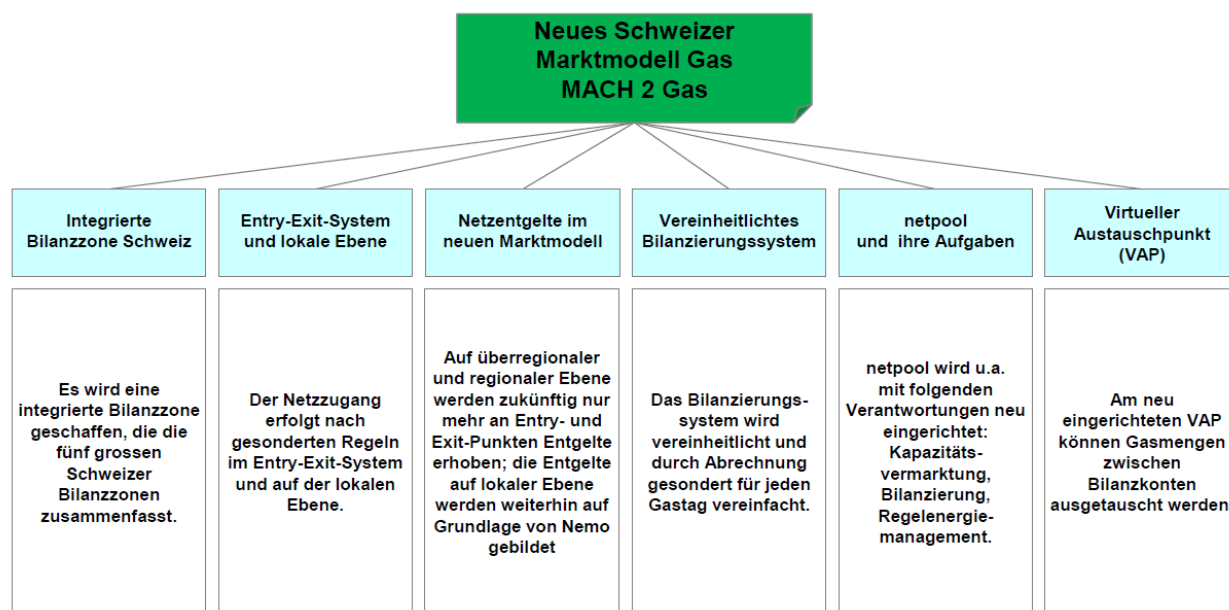 Neues Schweizer
Marktmodell Gas
MACH 2 Gas
Integrierte
Bilanzzone Schweiz
Entry-Exit-System
und lokale Ebene
Netzentgelte im
neuen Marktmodell
Vereinheitlichtes
Bilanzierungssystem
netpool
und ihre Aufgaben
Virtueller
Austauschpunkt
(VAP)
Es wird eine
integrierte Bilanzzone
geschaffen, die die
fünf grossen
Schweizer
Bilanzzonen
zusammenfasst.
Der Netzzugang
erfolgt nach
gesonderten Regeln
im Entry-Exit-System
und auf der lokalen
Ebene.
Auf überregionaler
und regionaler Ebene
werden zukünftig nur
mehr an Entry- und
Exit-Punkten Entgelte
erhoben; die Entgelte
auf lokaler Ebene
werden weiterhin auf
Grundlage von Nemo
gebildet
Das Bilanzierungs-
system wird
vereinheitlicht und
durch Abrechnung
gesondert für jeden
Gastag vereinfacht.
netpool wird u.a.
mit folgenden
Verantwortungen neu
eingerichtet:
Kapazitäts-
vermarktung,
Bilanzierung,
Regelenergie-
management.
Am neu
eingerichteten VAP
können Gasmengen
zwischen
Bilanzkonten
ausgetauscht werden